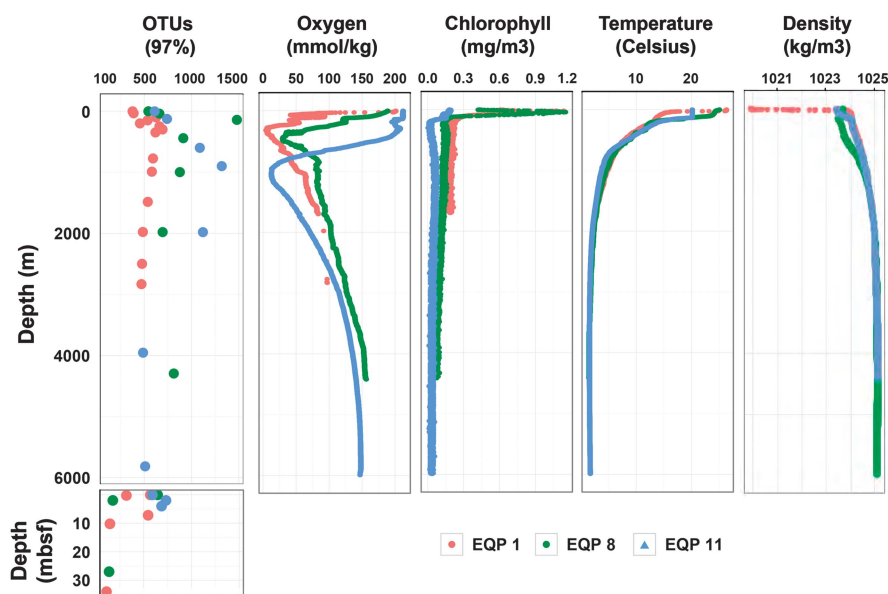 OTUs
(97%)
Oxygen
(mmol/kg)
Chlorophyll
(mg/m3)
Temperature
(Celsius)
Density
(kg/m3)
100 500 1000 1500
0 50 100 150 200
0.0 0.3 0.6 0.9 1.2
10 20
1021 1023 1025
0
2000
4000
6000
Depth (m)
10
20
30
Depth
(mbsf)
EQP 1 EQP 8 EQP 11